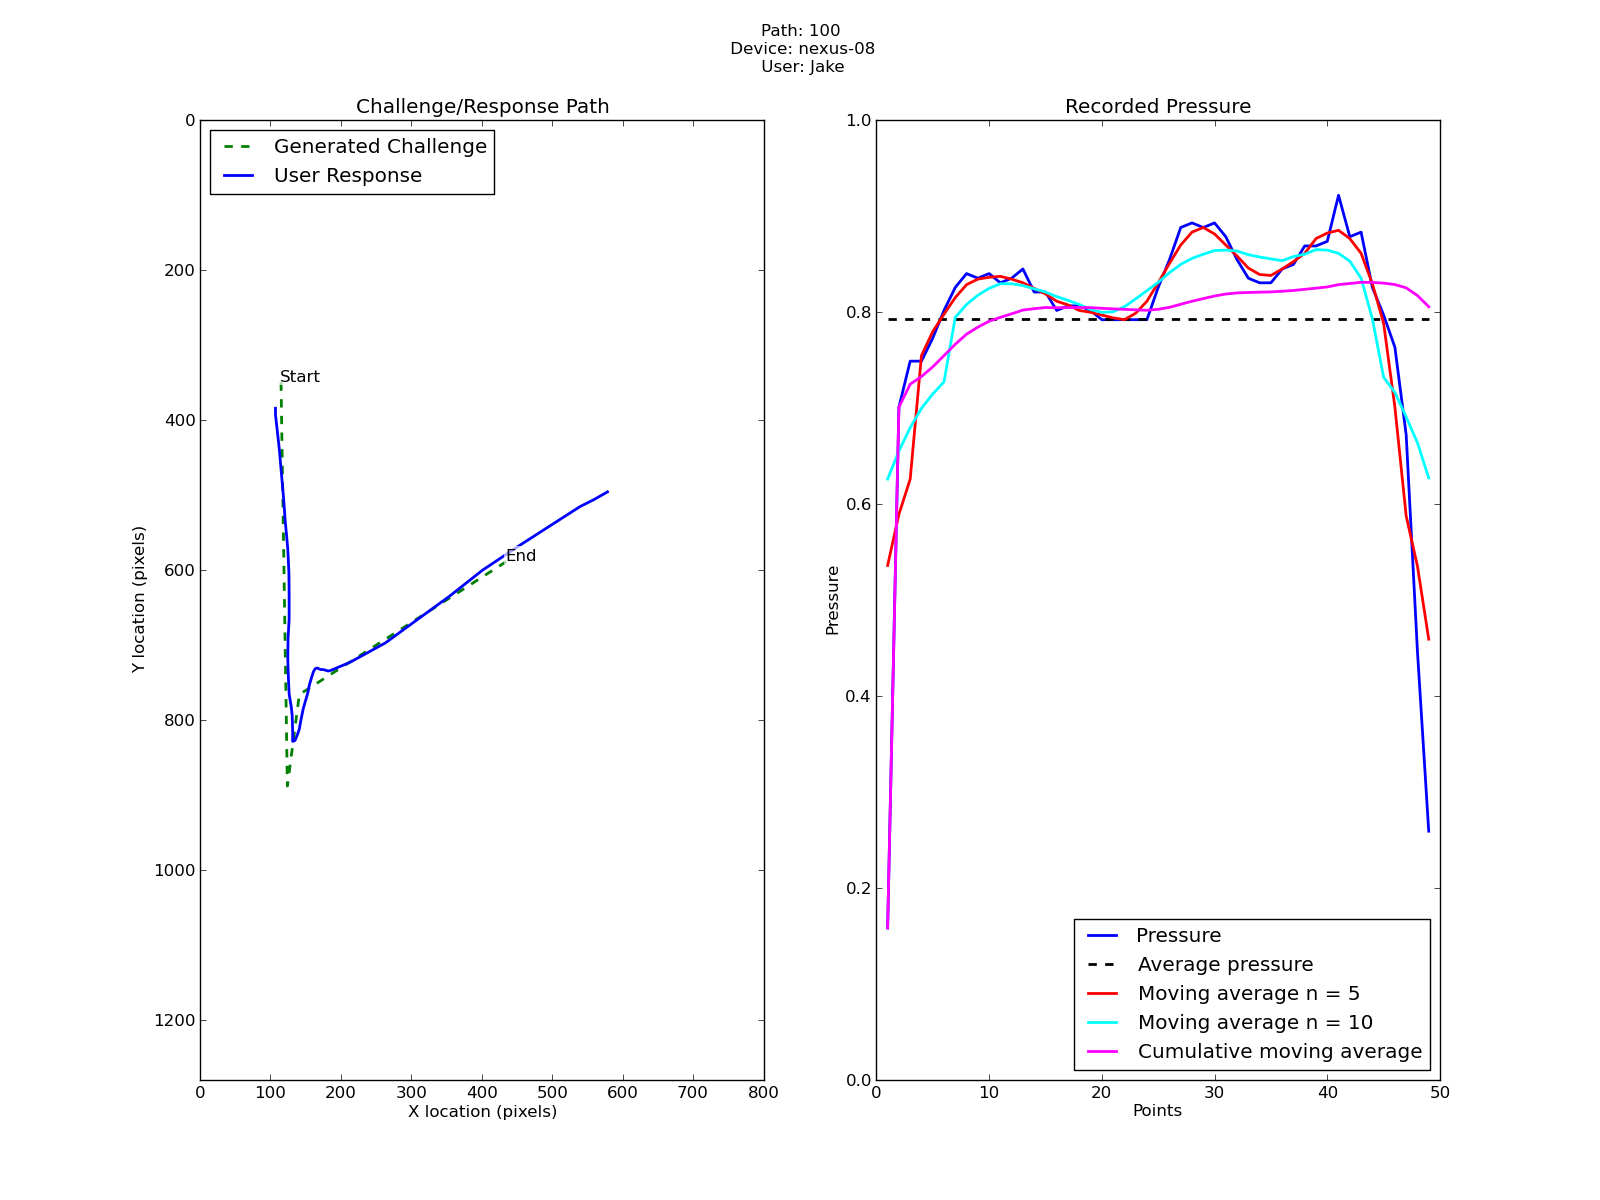 Path: 100
Device: nexus-08
User: Jake
Challenge/Response Path
Generated Challenge
User Response
0
200
400
600
800
1000
1200
Y location (pixels)
Start
End
0 100 200 300 400 500 600 700 800
X location (pixels)
Recorded Pressure
1.0
0.8
0.6
0.4
0.2
0.0
Pressure
Pressure
Average pressure
Moving average n = 5
Moving average n = 10
Cumulative moving average
0 10 20 30 40 50
Points